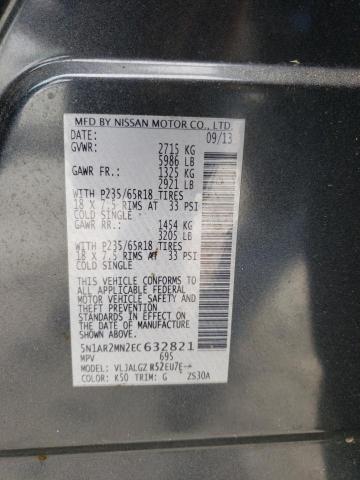 MFD BY NISSAN MOTOR CO., LTD.
DATE: 09/13
GVWR: 2715 KG
5986 LB
GAWR FR.: 1325 KG
2921 LB
WITH P235/65R18 TIRES
18 X 7.5 RIMS AT 33 PSI
COLD SINGLE
GAWR RR.: 1454 KG
3205 LB
WITH P235/65R18 TIRES
18 X 7.5 RIMS AT 33 PSI
COLD SINGLE
THIS VEHICLE CONFORMS TO
ALL APPLICABLE FEDERAL
MOTOR VEHICLE SAFETY
STANDARDS BUMPER AND
THEFT PREVENTION
STANDARDS IN EFFECT ON
THE DATE OF MANUFACTURE
SHOWN ABOVE.
5N1AR2MN2EC632821
MPV 695
MODEL: VLJALGZ R52EU7E-
COLOR: K50 TRIM: G ZS30A